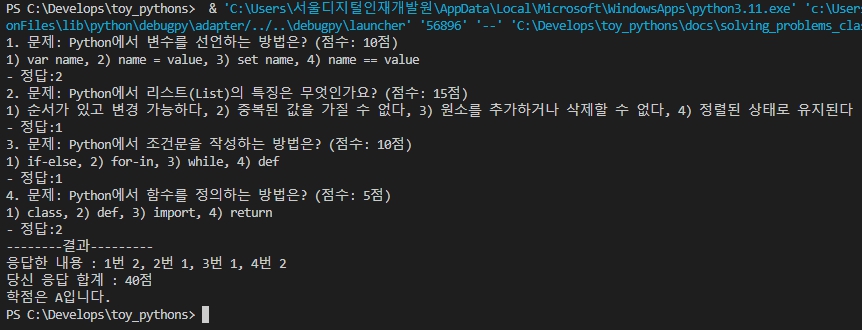 PS C:\Develops\toy_pythons>  & 'C:\Users\서울디지털인재개발원\AppData\Local\Microsoft\WindowsApps\python3.11.exe' 'c:\Users
onFiles\lib\python\debugpy\adapter/../..\debugpy\launcher' '56896' '--' 'C:\Develops\toy_pythons\docs\solving_problems_cla
1. 문제: Python에서 변수를 선언하는 방법은? (점수: 10점)
1) var name, 2) name = value, 3) set name, 4) name == value
- 정답:2
2. 문제: Python에서 리스트(List)의 특징은 무엇인가요? (점수: 15점)
1) 순서가 있고 변경 가능하다, 2) 중복된 값을 가질 수 없다, 3) 원소를 추가하거나 삭제할 수 없다, 4) 정렬된 상태로 유지된다
- 정답:1
3. 문제: Python에서 조건문을 작성하는 방법은? (점수: 10점)
1) if-else, 2) for-in, 3) while, 4) def
- 정답:1
4. 문제: Python에서 함수를 정의하는 방법은? (점수: 5점)
1) class, 2) def, 3) import, 4) return
- 정답:2
--------결과---------
응답한 내용 : 1번 2, 2번 1, 3번 1, 4번 2
당신 응답 합계 : 40점
학점은 A입니다.
PS C:\Develops\toy_pythons>